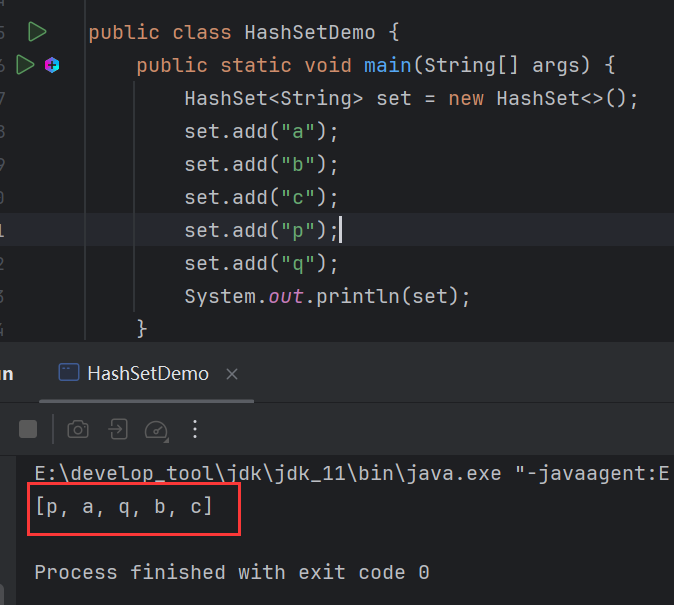 public class HashSetDemo {
public static void main(String[] args) {
HashSet<String> set = new HashSet<>();
set.add("a");
set.add("b");
set.add("c");
set.add("p");
set.add("q");
System.out.println(set);
}
HashSetDemo
E:\develop_tool\jdk\jdk_11\bin\java.exe "-javaagent:E
[p, a, q, b, c]
Process finished with exit code 0